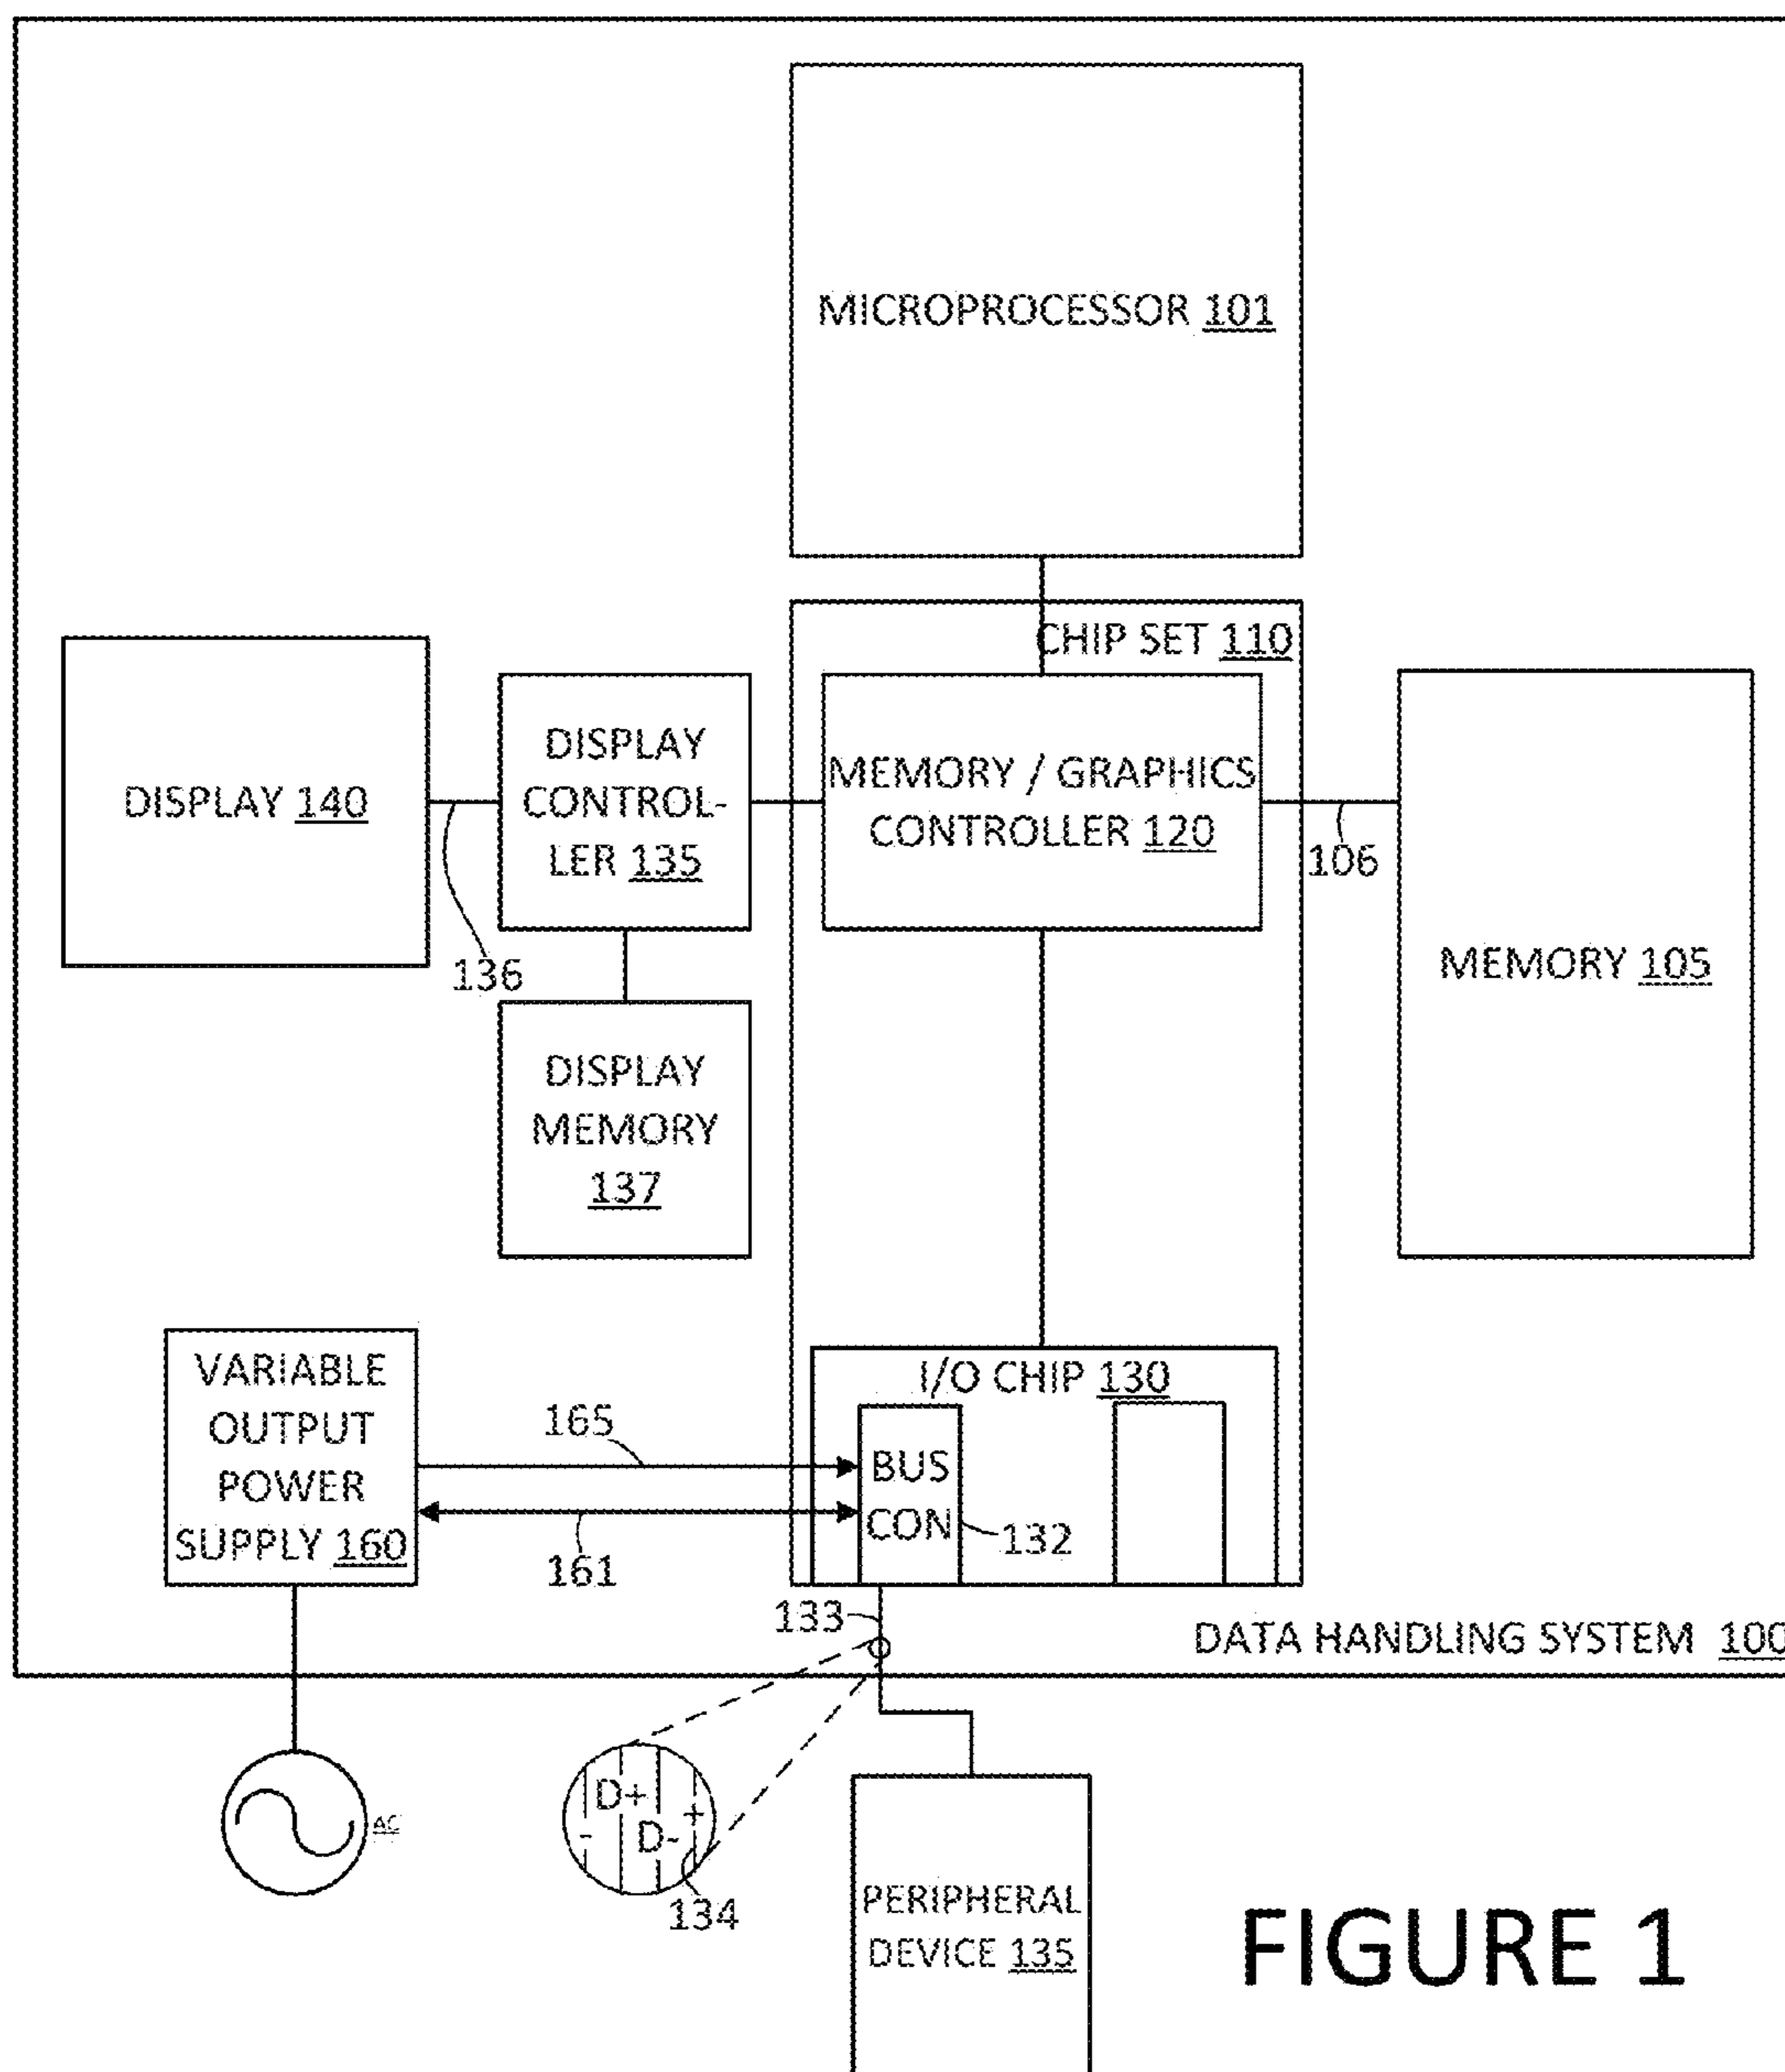 MICROPROCESSOR 101
CHIP SET 110
DISPLAY 140
DISPLAY
CONTROL-
LER 135
MEMORY / GRAPHICS
CONTROLLER 120
106
MEMORY 105
136
DISPLAY
MEMORY
137
VARIABLE
OUTPUT
POWER
SUPPLY 160
165
161
I/O CHIP 130
BUS
CON
132
133
DATA HANDLING SYSTEM 100
AC
D+
-
D-
+
134
PERIPHERAL
DEVICE 135
FIGURE 1